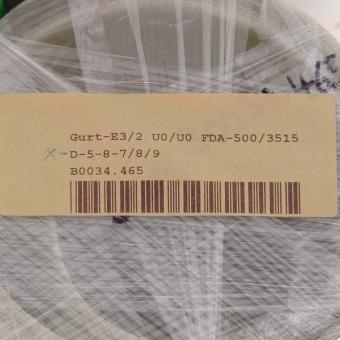 Gurt-E3/2 U0/U0 FDA-500/3515
x-D-5-8-7/8/9
B0034.465